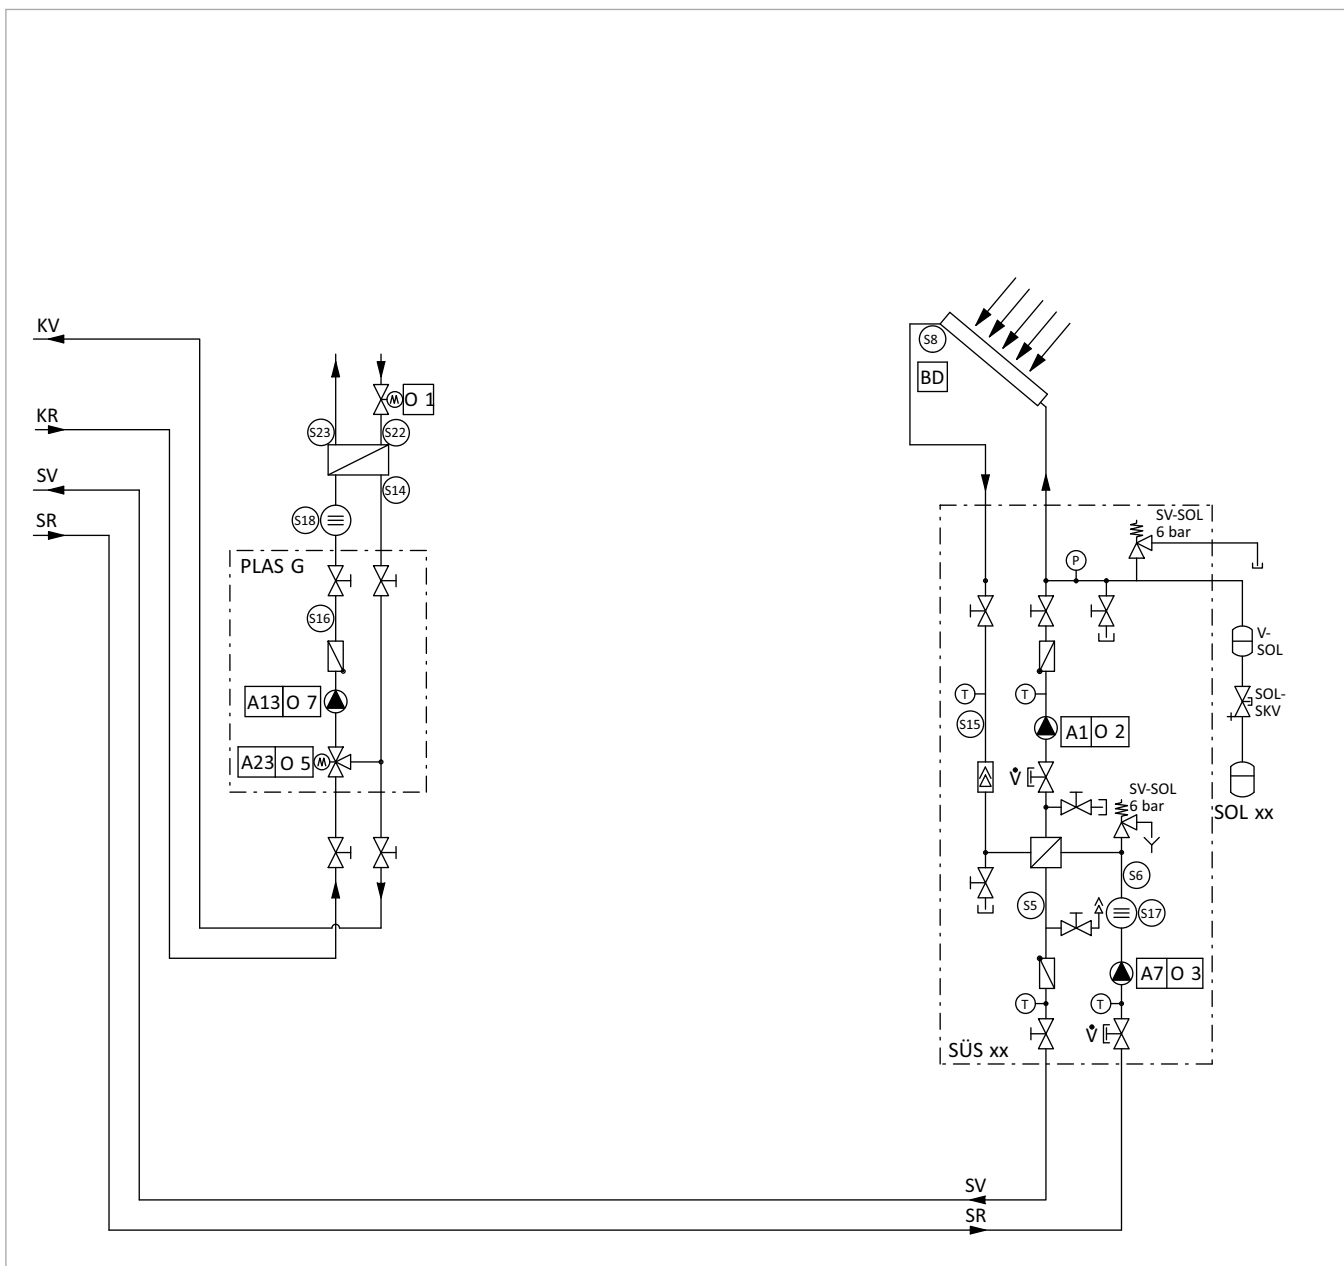 KV
S8
BD
O 1
KR
S23
S22
SV
S14
SR
S18
SV-SOL
6 bar
PLAS G
P
S16
V-
SOL
T
T
A13
O 7
S15
SOL-
SKV
A1
O 2
A23
O 5
M
M
V̇
SV-SOL
6 bar
SOL xx
S6
S5
S17
A7
O 3
T
T
V̇
SÜS xx
SV
SR